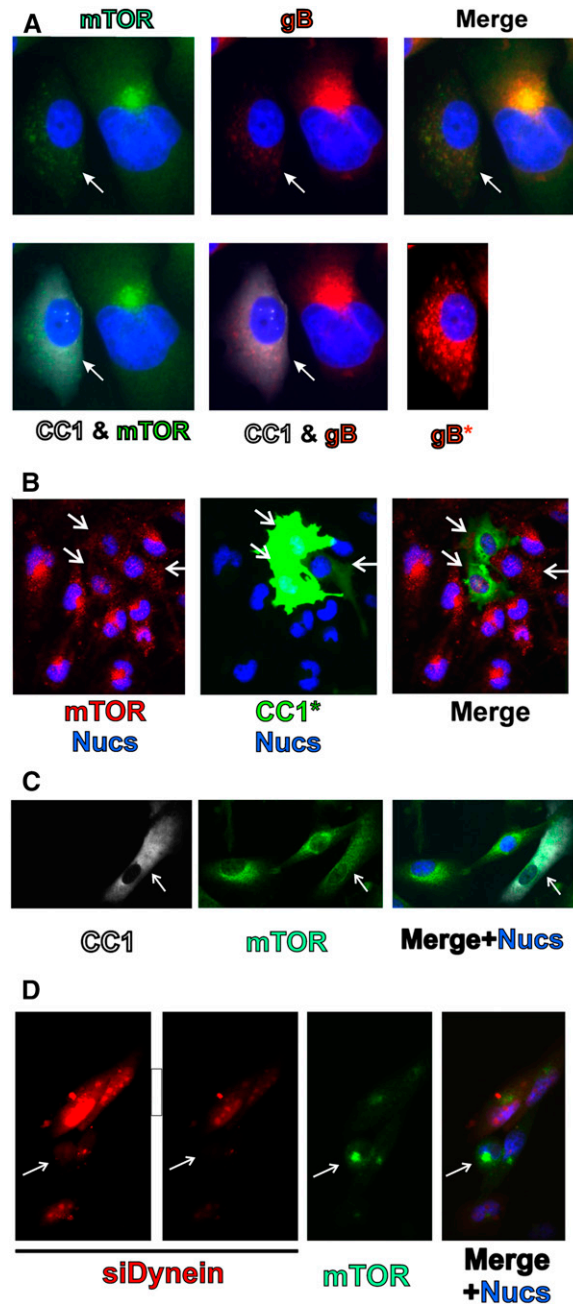 A
mTOR gB Merge
CC1 & mTOR CC1 & gB gB*
B
mTOR CC1* Merge
Nucs Nucs
C
CC1 mTOR Merge+Nucs
D
siDynein mTOR Merge
+Nucs